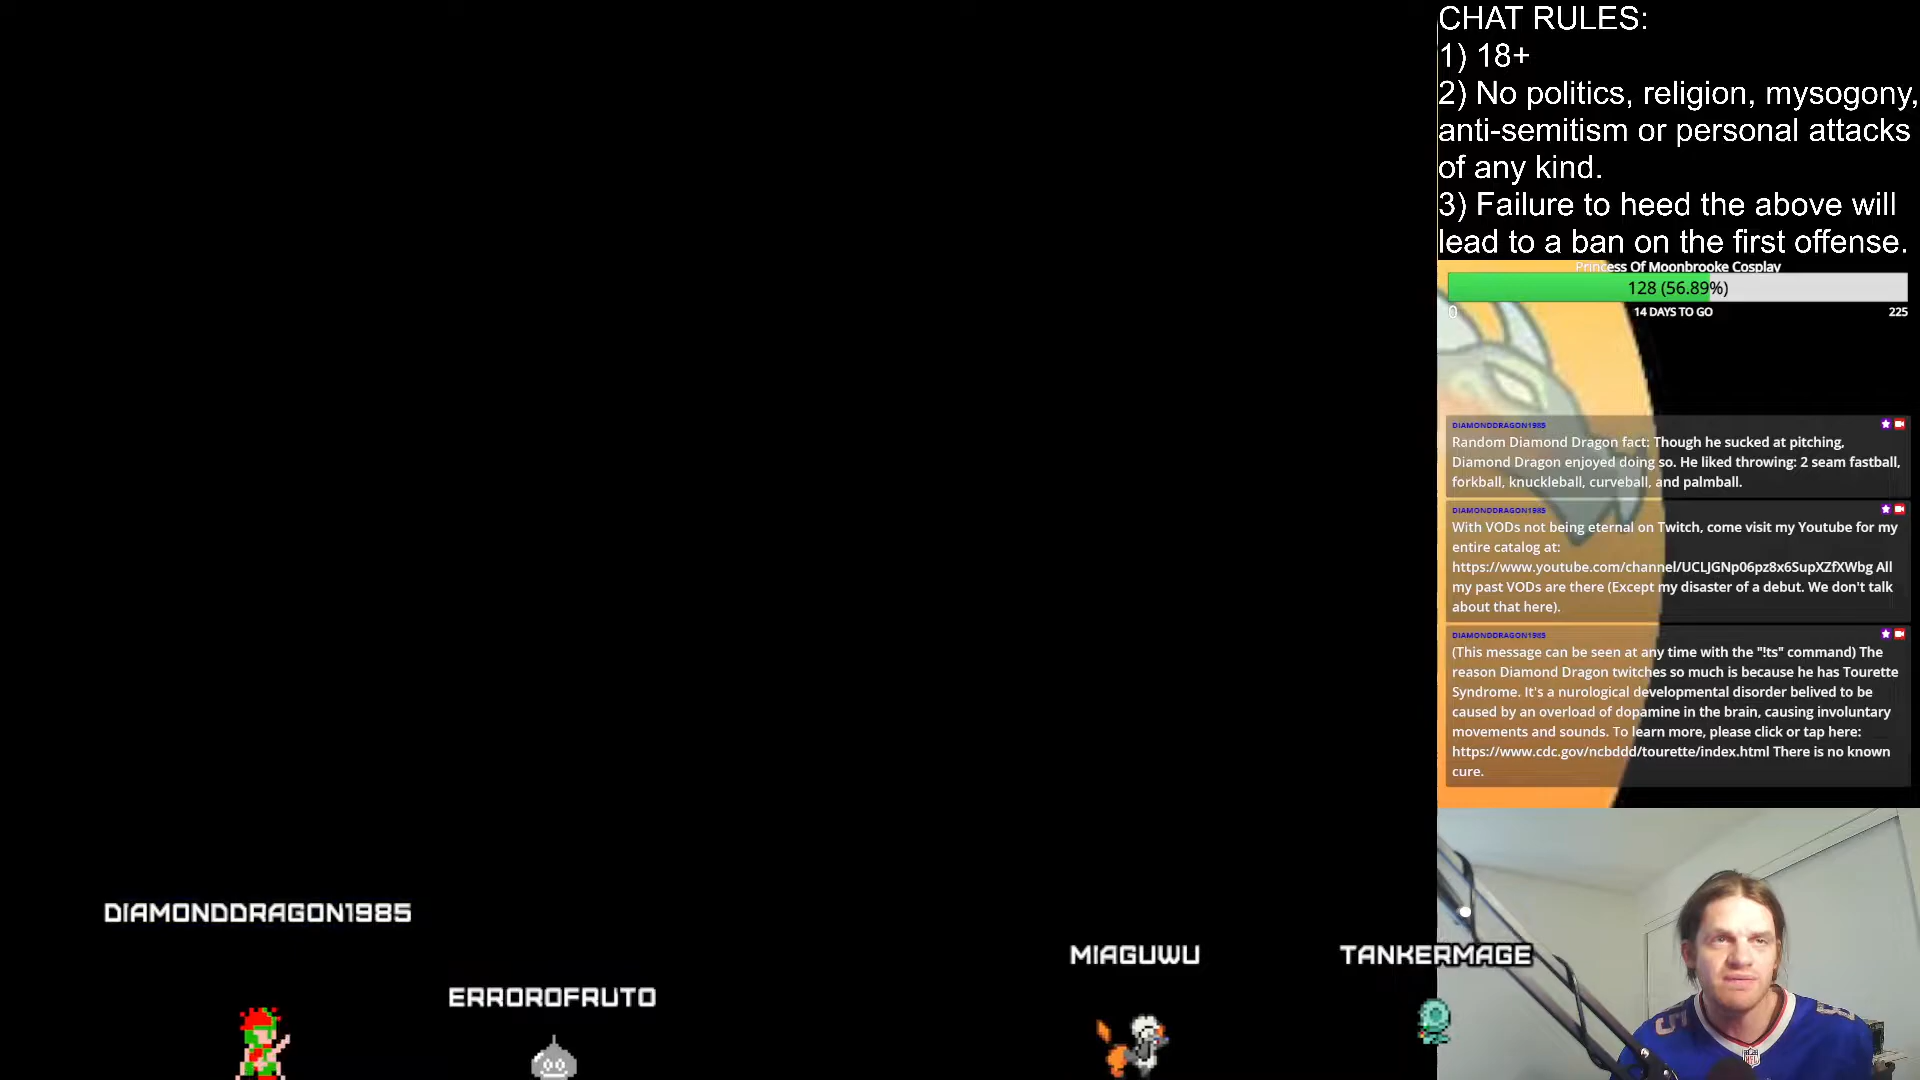 CHAT RULES:
1) 18+
2) No politics, religion, mysogony,
anti-semitism or personal attacks
of any kind.
3) Failure to heed the above will
lead to a ban on the first offense.
Princess Of Moonbrooke Cosplay
128 (56.89%)
0 14 DAYS TO GO 225
DIAMONDDRAGON1985
Random Diamond Dragon fact: Though he sucked at pitching,
Diamond Dragon enjoyed doing so. He liked throwing: 2 seam fastball,
forkball, knuckleball, curveball, and palmball.
DIAMONDDRAGON1985
With VODs not being eternal on Twitch, come visit my Youtube for my
entire catalog at:
https://www.youtube.com/channel/UCLJGNp06pz8x6SupXZfXWbg All
my past VODs are there (Except my disaster of a debut. We don't talk
about that here).
DIAMONDDRAGON1985
(This message can be seen at any time with the "!ts" command) The
reason Diamond Dragon twitches so much is because he has Tourette
Syndrome. It's a nurological developmental disorder belived to be
caused by an overload of dopamine in the brain, causing involuntary
movements and sounds. To learn more, please click or tap here:
https://www.cdc.gov/ncbddd/tourette/index.html There is no known
cure.
DIAMONDDRAGON1985
ERROROFRUTO
MIAGUWU
TANKERMAGE
NFL